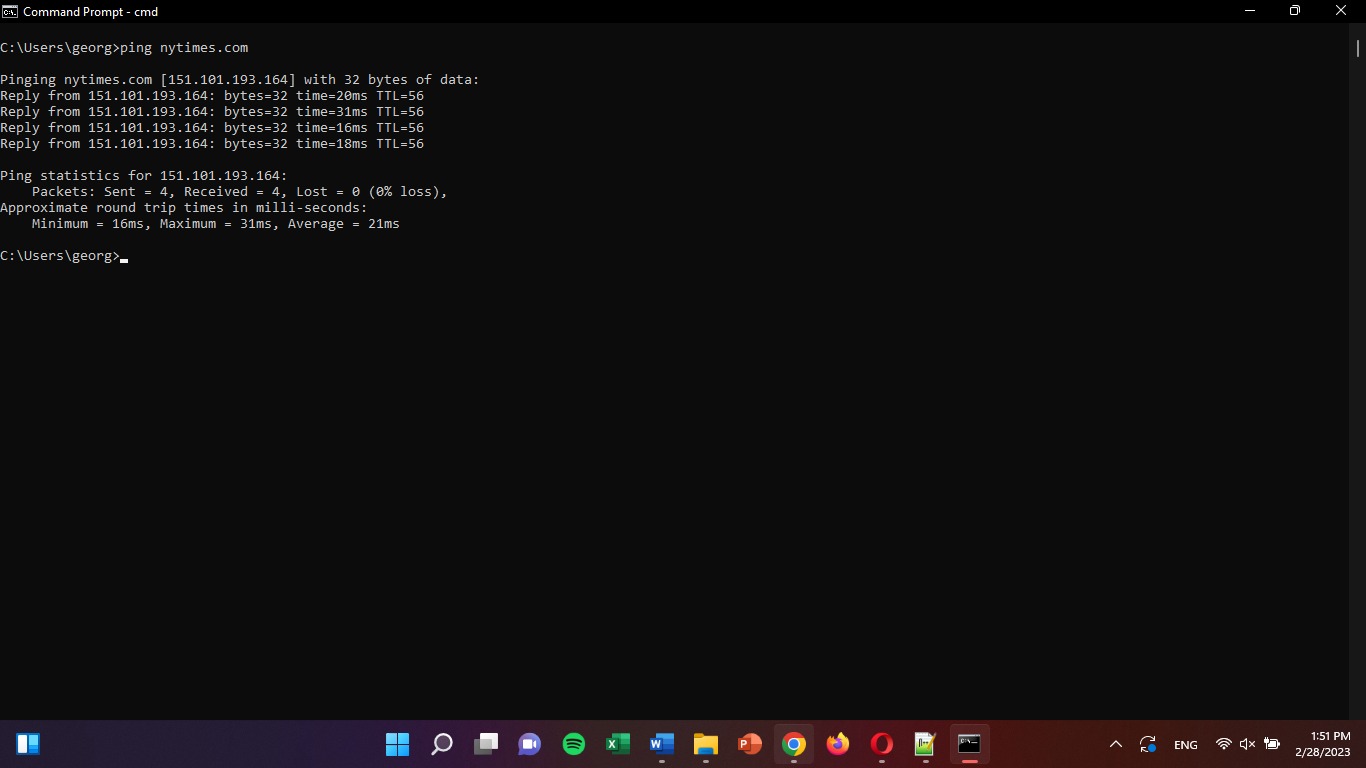 Command Prompt - cmd
C:\Users\georg>ping nytimes.com
Pinging nytimes.com [151.101.193.164] with 32 bytes of data:
Reply from 151.101.193.164: bytes=32 time=20ms TTL=56
Reply from 151.101.193.164: bytes=32 time=31ms TTL=56
Reply from 151.101.193.164: bytes=32 time=16ms TTL=56
Reply from 151.101.193.164: bytes=32 time=18ms TTL=56
Ping statistics for 151.101.193.164:
Packets: Sent = 4, Received = 4, Lost = 0 (0% loss),
Approximate round trip times in milli-seconds:
Minimum = 16ms, Maximum = 31ms, Average = 21ms
C:\Users\georg>
ENG
1:51 PM
2/28/2023